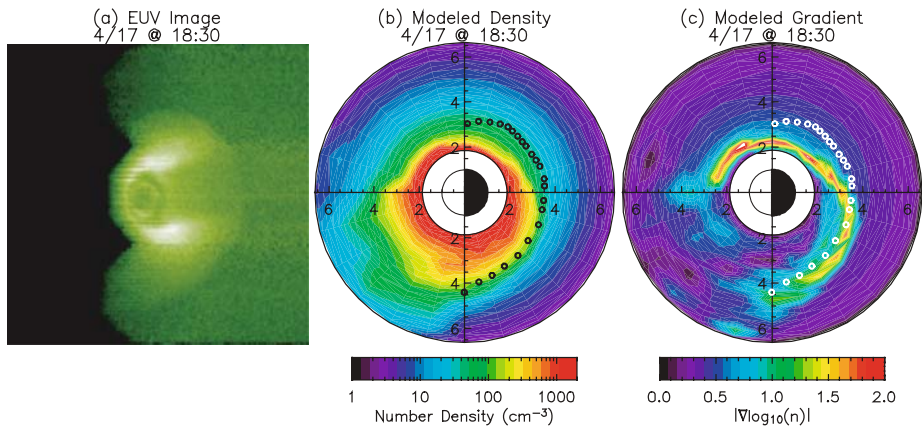 (a) EUV Image
4/17 @ 18:30
(b) Modeled Density
4/17 @ 18:30
(c) Modeled Gradient
4/17 @ 18:30
6
4
2
6 4 2 2 4 6
2
4
6
6
4
2
6 4 2 2 4 6
2
4
6
1 10 100 1000
Number Density (cm⁻³)
0.0 0.5 1.0 1.5 2.0
|∇log₁₀(n)|